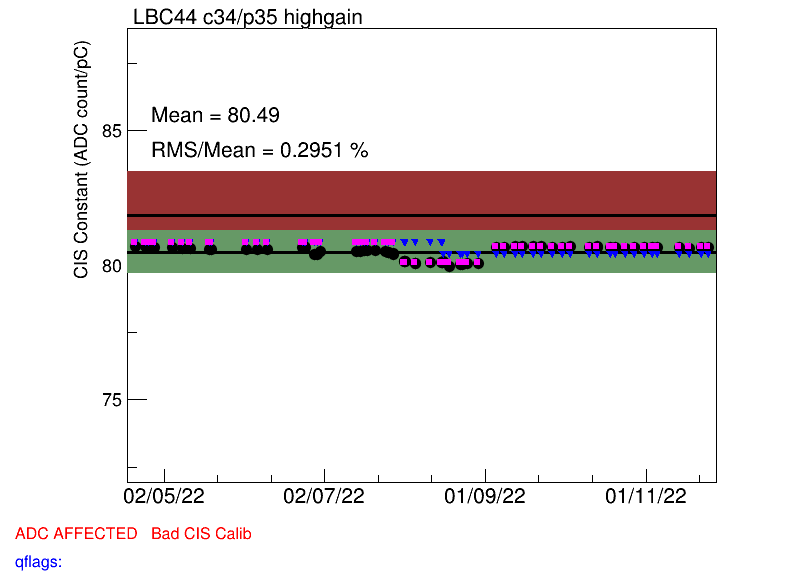 LBC44 c34/p35 highgain
CIS Constant (ADC count/pC)
Mean = 80.49
RMS/Mean = 0.2951 %
85
80
75
02/05/22 02/07/22 01/09/22 01/11/22
ADC AFFECTED Bad CIS Calib
qflags: